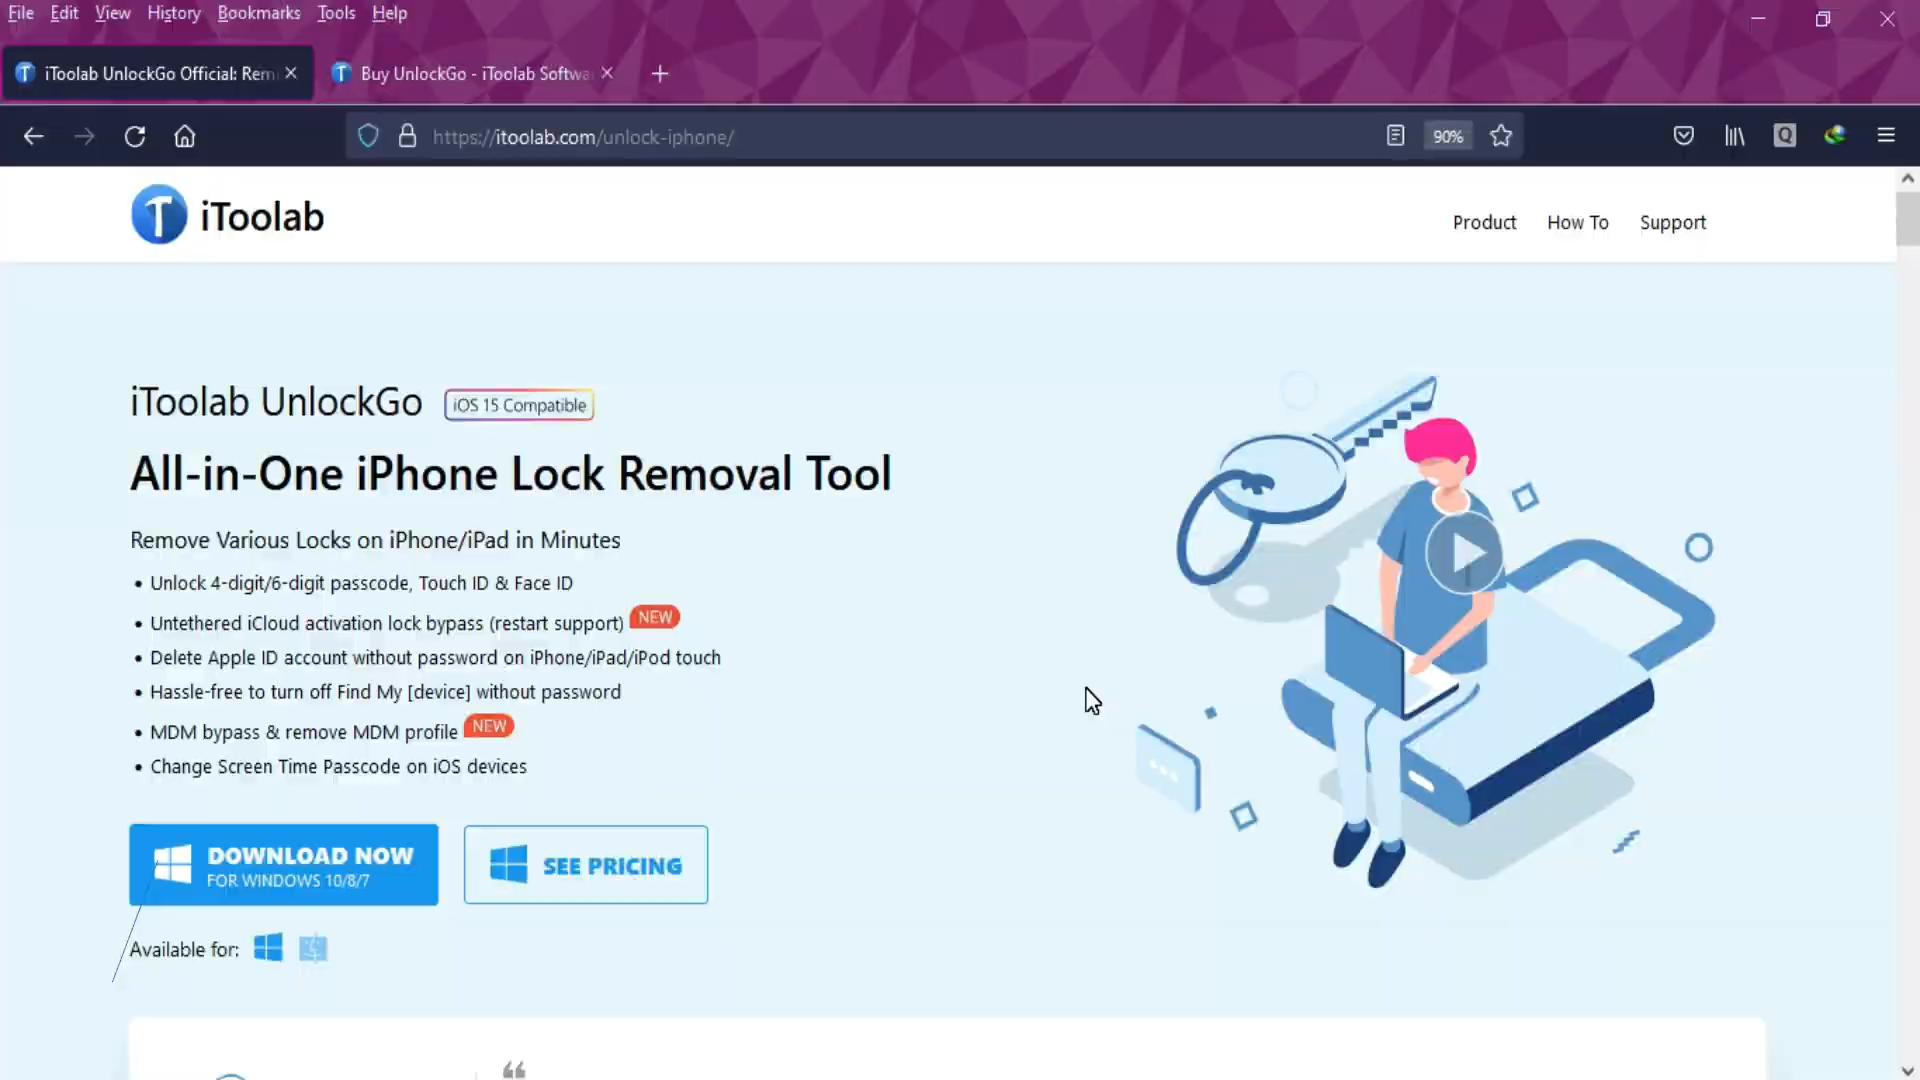 File Edit View History Bookmarks Tools Help
iToolab UnlockGo Official: Rem
Buy UnlockGo - iToolab Softwa
https://itoolab.com/unlock-iphone/
90%
iToolab
Product
How To
Support
iToolab UnlockGo
iOS 15 Compatible
All-in-One iPhone Lock Removal Tool
Remove Various Locks on iPhone/iPad in Minutes
• Unlock 4-digit/6-digit passcode, Touch ID & Face ID
• Untethered iCloud activation lock bypass (restart support) NEW
• Delete Apple ID account without password on iPhone/iPad/iPod touch
• Hassle-free to turn off Find My [device] without password
• MDM bypass & remove MDM profile NEW
• Change Screen Time Passcode on iOS devices
DOWNLOAD NOW
FOR WINDOWS 10/8/7
SEE PRICING
Available for: